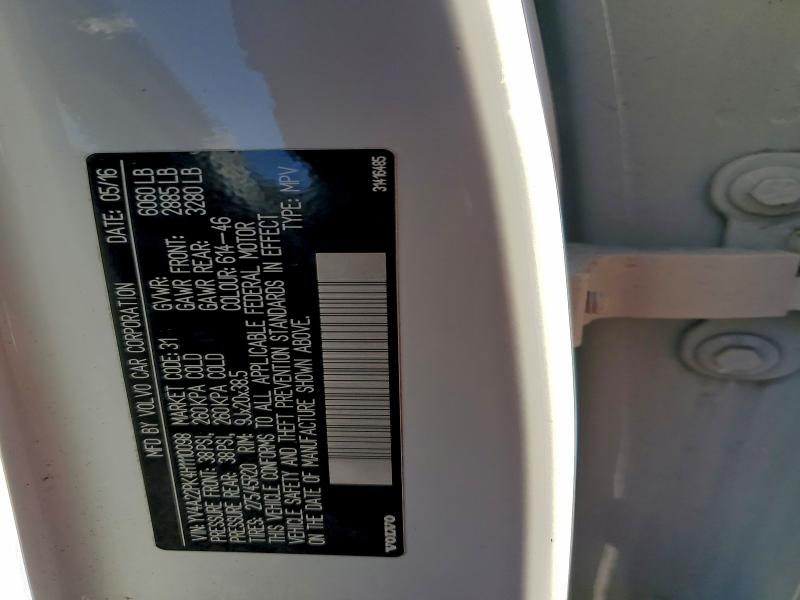 MFD BY VOLVO CAR CORPORATION DATE: 05/16
VIN: MARKET CODE: 31 GVWR: 6060 LB
PRESSURE FRONT: 38PSI, 260KPA COLD GAWR FRONT: 2885 LB
PRESSURE REAR: 38PSI, 260KPA COLD GAWR REAR: 3280 LB
TIRES: 275/45R20 RIM: 9Jx20x38.5 COLOUR: 614-46
THIS VEHICLE CONFORMS TO ALL APPLICABLE FEDERAL MOTOR
VEHICLE SAFETY AND THEFT PREVENTION STANDARDS IN EFFECT
ON THE DATE OF MANUFACTURE SHOWN ABOVE. TYPE: MPV
VOLVO 31416485